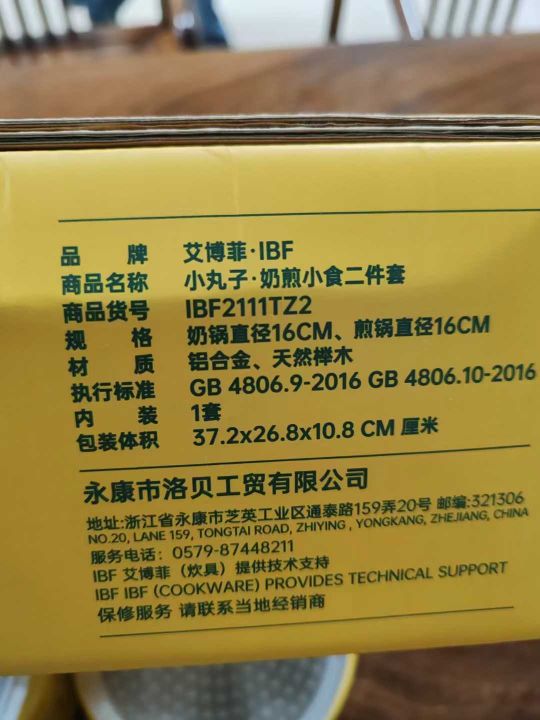 品 牌 艾博菲·IBF
商品名称 小丸子·奶煎小食二件套
商品货号 IBF2111TZ2
规 格 奶锅直径16CM、煎锅直径16CM
材 质 铝合金、天然榉木
执行标准 GB 4806.9-2016 GB 4806.10-2016
内 装 1套
包装体积 37.2x26.8x10.8 CM 厘米
永康市洛贝工贸有限公司
地址:浙江省永康市芝英工业区通泰路159弄20号 邮编:321306
NO.20, LANE 159, TONGTAI ROAD, ZHIYING , YONGKANG, ZHEJIANG, CHINA
服务电话: 0579-87448211
IBF 艾博菲（炊具）提供技术支持
IBF IBF (COOKWARE) PROVIDES TECHNICAL SUPPORT
保修服务 请联系当地经销商